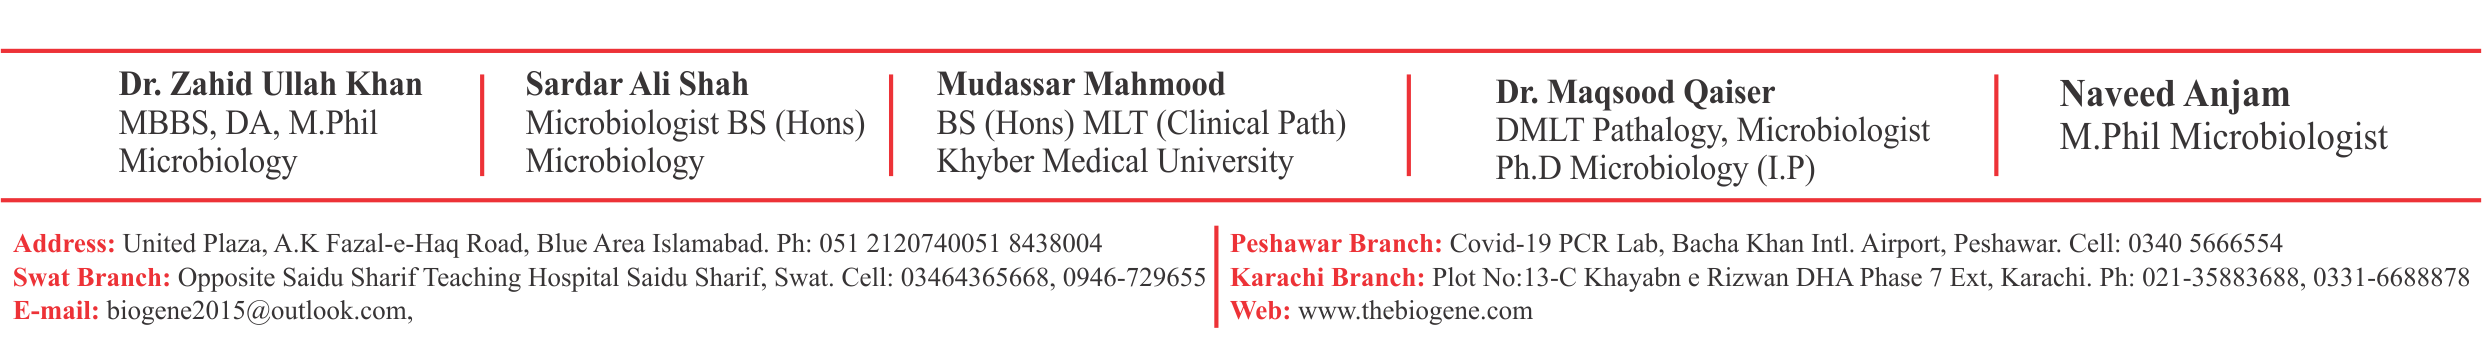 Dr. Zahid Ullah Khan
MBBS, DA, M.Phil
Microbiology
Sardar Ali Shah
Microbiologist BS (Hons)
Microbiology
Mudassar Mahmood
BS (Hons) MLT (Clinical Path)
Khyber Medical University
Dr. Maqsood Qaiser
DMLT Pathalogy, Microbiologist
Ph.D Microbiology (I.P)
Naveed Anjam
M.Phil Microbiologist
Address: United Plaza, A.K Fazal-e-Haq Road, Blue Area Islamabad. Ph: 051 2120740051 8438004
Swat Branch: Opposite Saidu Sharif Teaching Hospital Saidu Sharif, Swat. Cell: 03464365668, 0946-729655
E-mail: biogene2015@outlook.com,
Peshawar Branch: Covid-19 PCR Lab, Bacha Khan Intl. Airport, Peshawar. Cell: 0340 5666554
Karachi Branch: Plot No:13-C Khayabn e Rizwan DHA Phase 7 Ext, Karachi. Ph: 021-35883688, 0331-6688878
Web: www.thebiogene.com